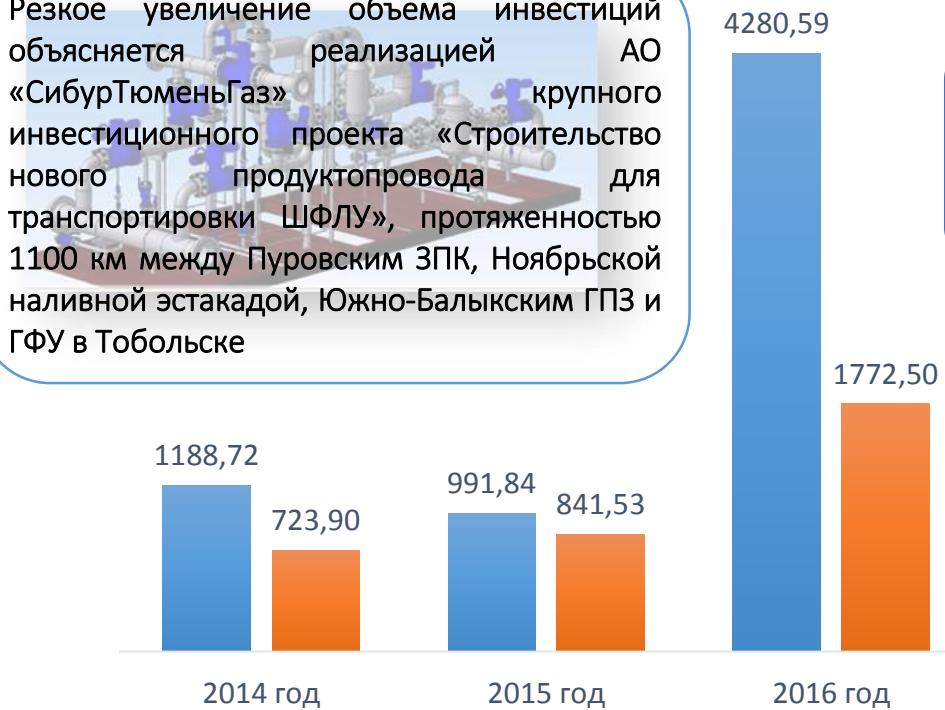 Резкое увеличение объема инвестиций
объясняется реализацией АО
«СибурТюменьГаз» крупного
инвестиционного проекта «Строительство
нового продуктопровода для
транспортировки ШФЛУ», протяженностью
1100 км между Пуровским ЗПК, Ноябрьской
наливной эстакадой, Южно-Балыкским ГПЗ и
ГФУ в Тобольске
4280,59
1772,50
1188,72
723,90
991,84
841,53
2014 год
2015 год
2016 год